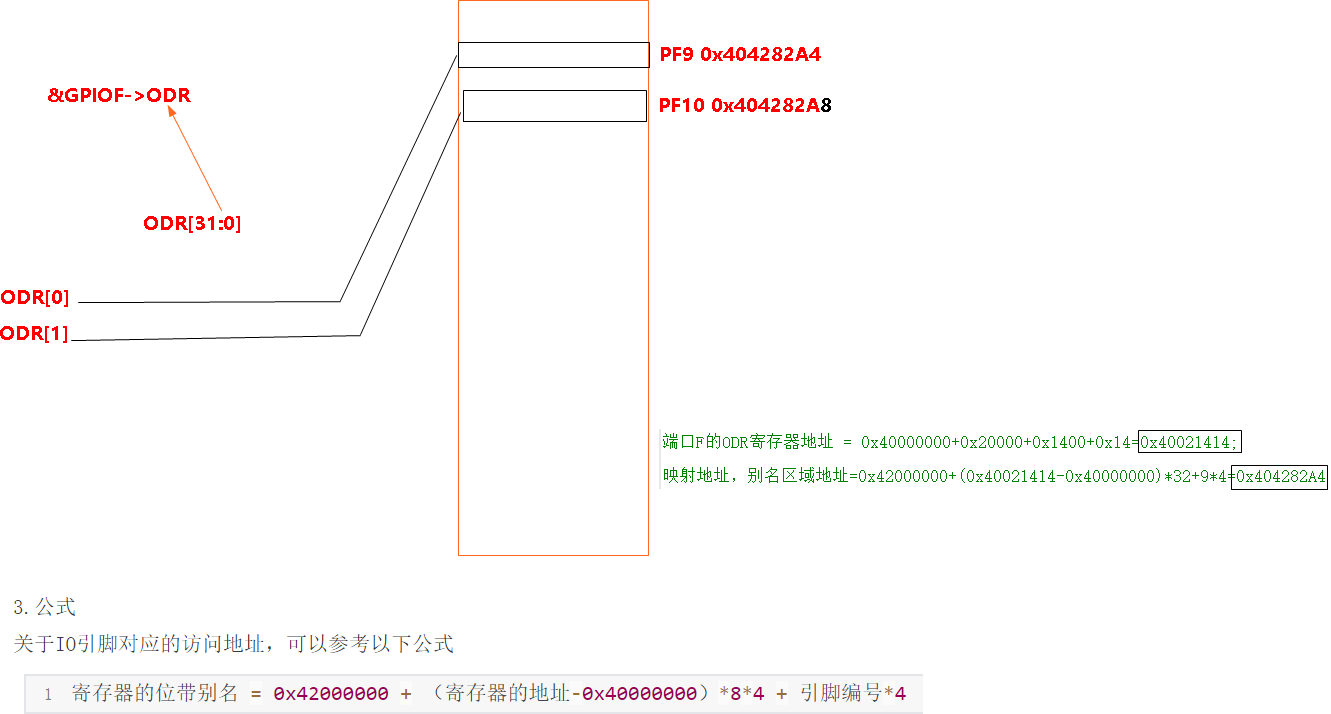 PF9 0x404282A4
&GPIOF->ODR
PF10 0x404282A8
ODR[31:0]
ODR[0]
ODR[1]
端口F的ODR寄存器地址 = 0x40000000+0x20000+0x1400+0x14=0x40021414;
映射地址，别名区域地址=0x42000000+(0x40021414-0x40000000)*32+9*4=0x404282A4
3.公式
关于IO引脚对应的访问地址，可以参考以下公式
1 寄存器的位带别名 = 0x42000000 + （寄存器的地址-0x40000000）*8*4 + 引脚编号*4